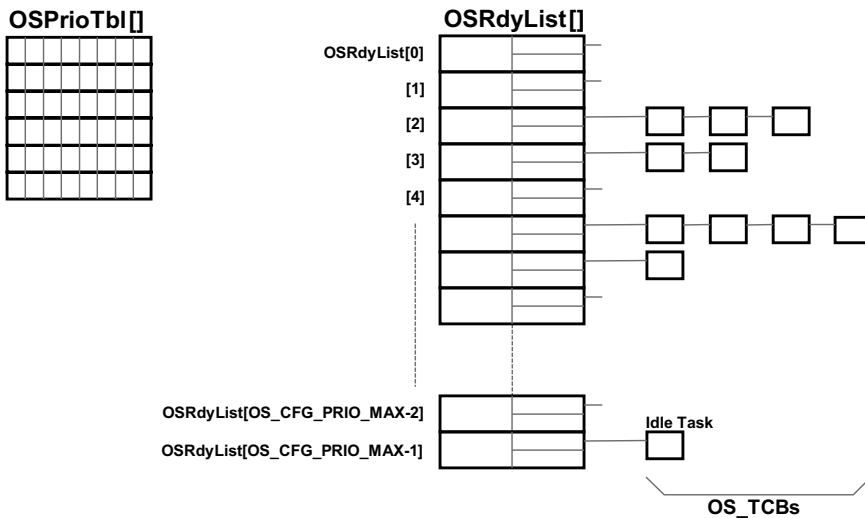 OSPrioTbl[]
OSRdyList[]
OSRdyList[0]
[1]
[2]
[3]
[4]
OSRdyList[OS_CFG_PRIO_MAX-2]
OSRdyList[OS_CFG_PRIO_MAX-1]
Idle Task
OS_TCBs